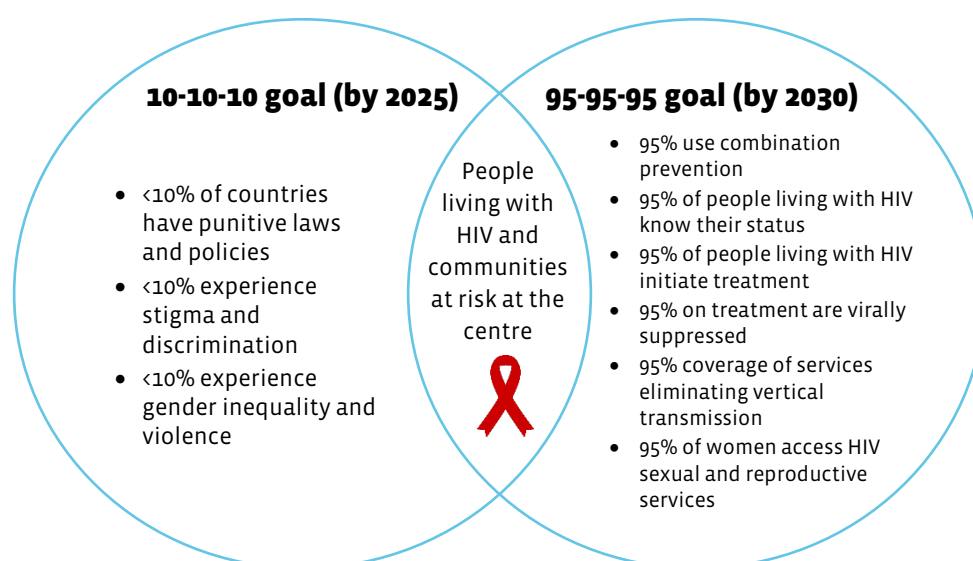 10-10-10 goal (by 2025)
• <10% of countries
have punitive laws
and policies
• <10% experience
stigma and
discrimination
• <10% experience
gender inequality and
violence
People
living with
HIV and
communities
at risk at the
centre
95-95-95 goal (by 2030)
• 95% use combination
prevention
• 95% of people living with HIV
know their status
• 95% of people living with HIV
initiate treatment
• 95% on treatment are virally
suppressed
• 95% coverage of services
eliminating vertical
transmission
• 95% of women access HIV
sexual and reproductive
services